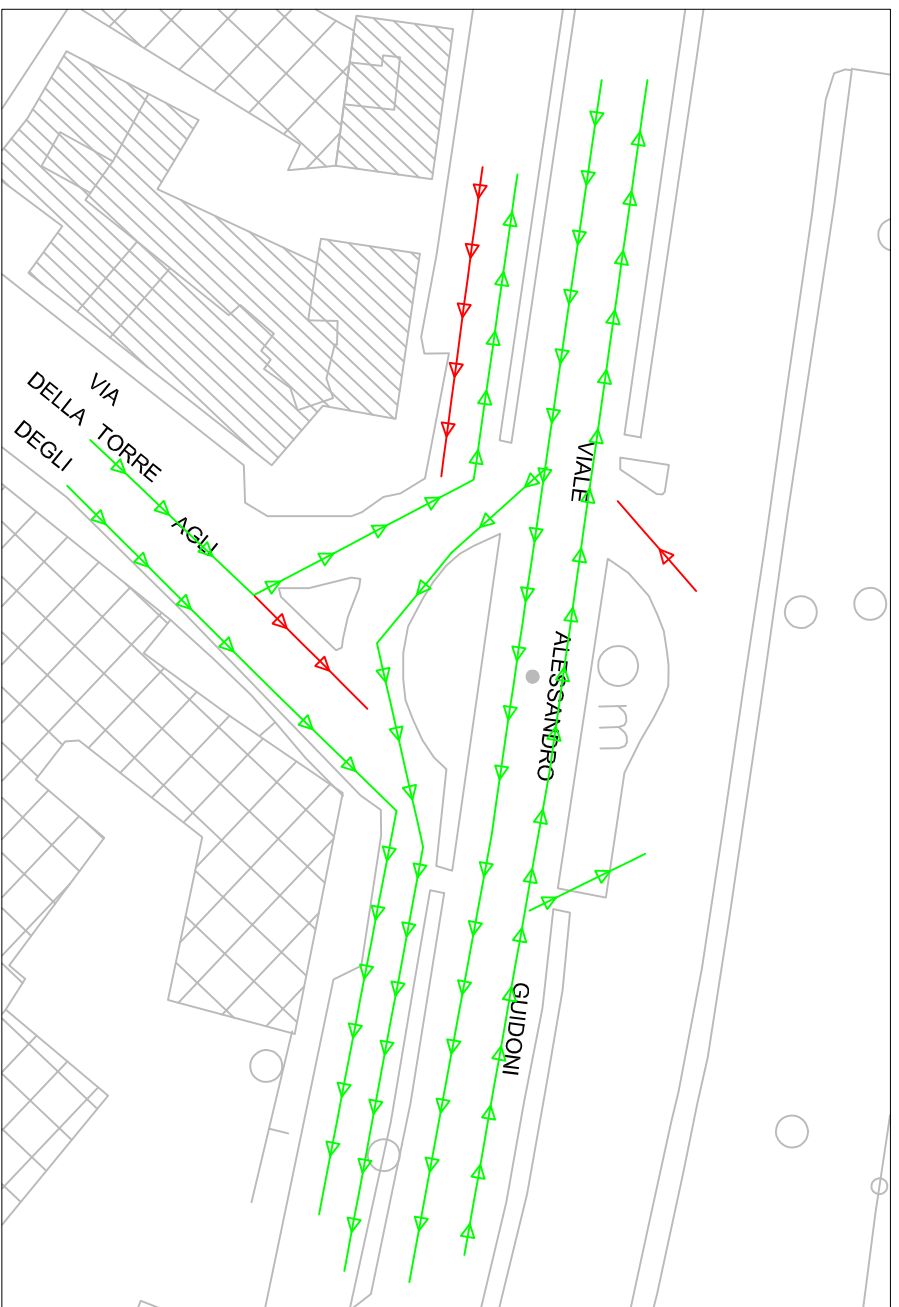 VIA
DELLA TORRE
DEGLI AGLI
VIALE
ALESSANDRO
GUIDONI
m